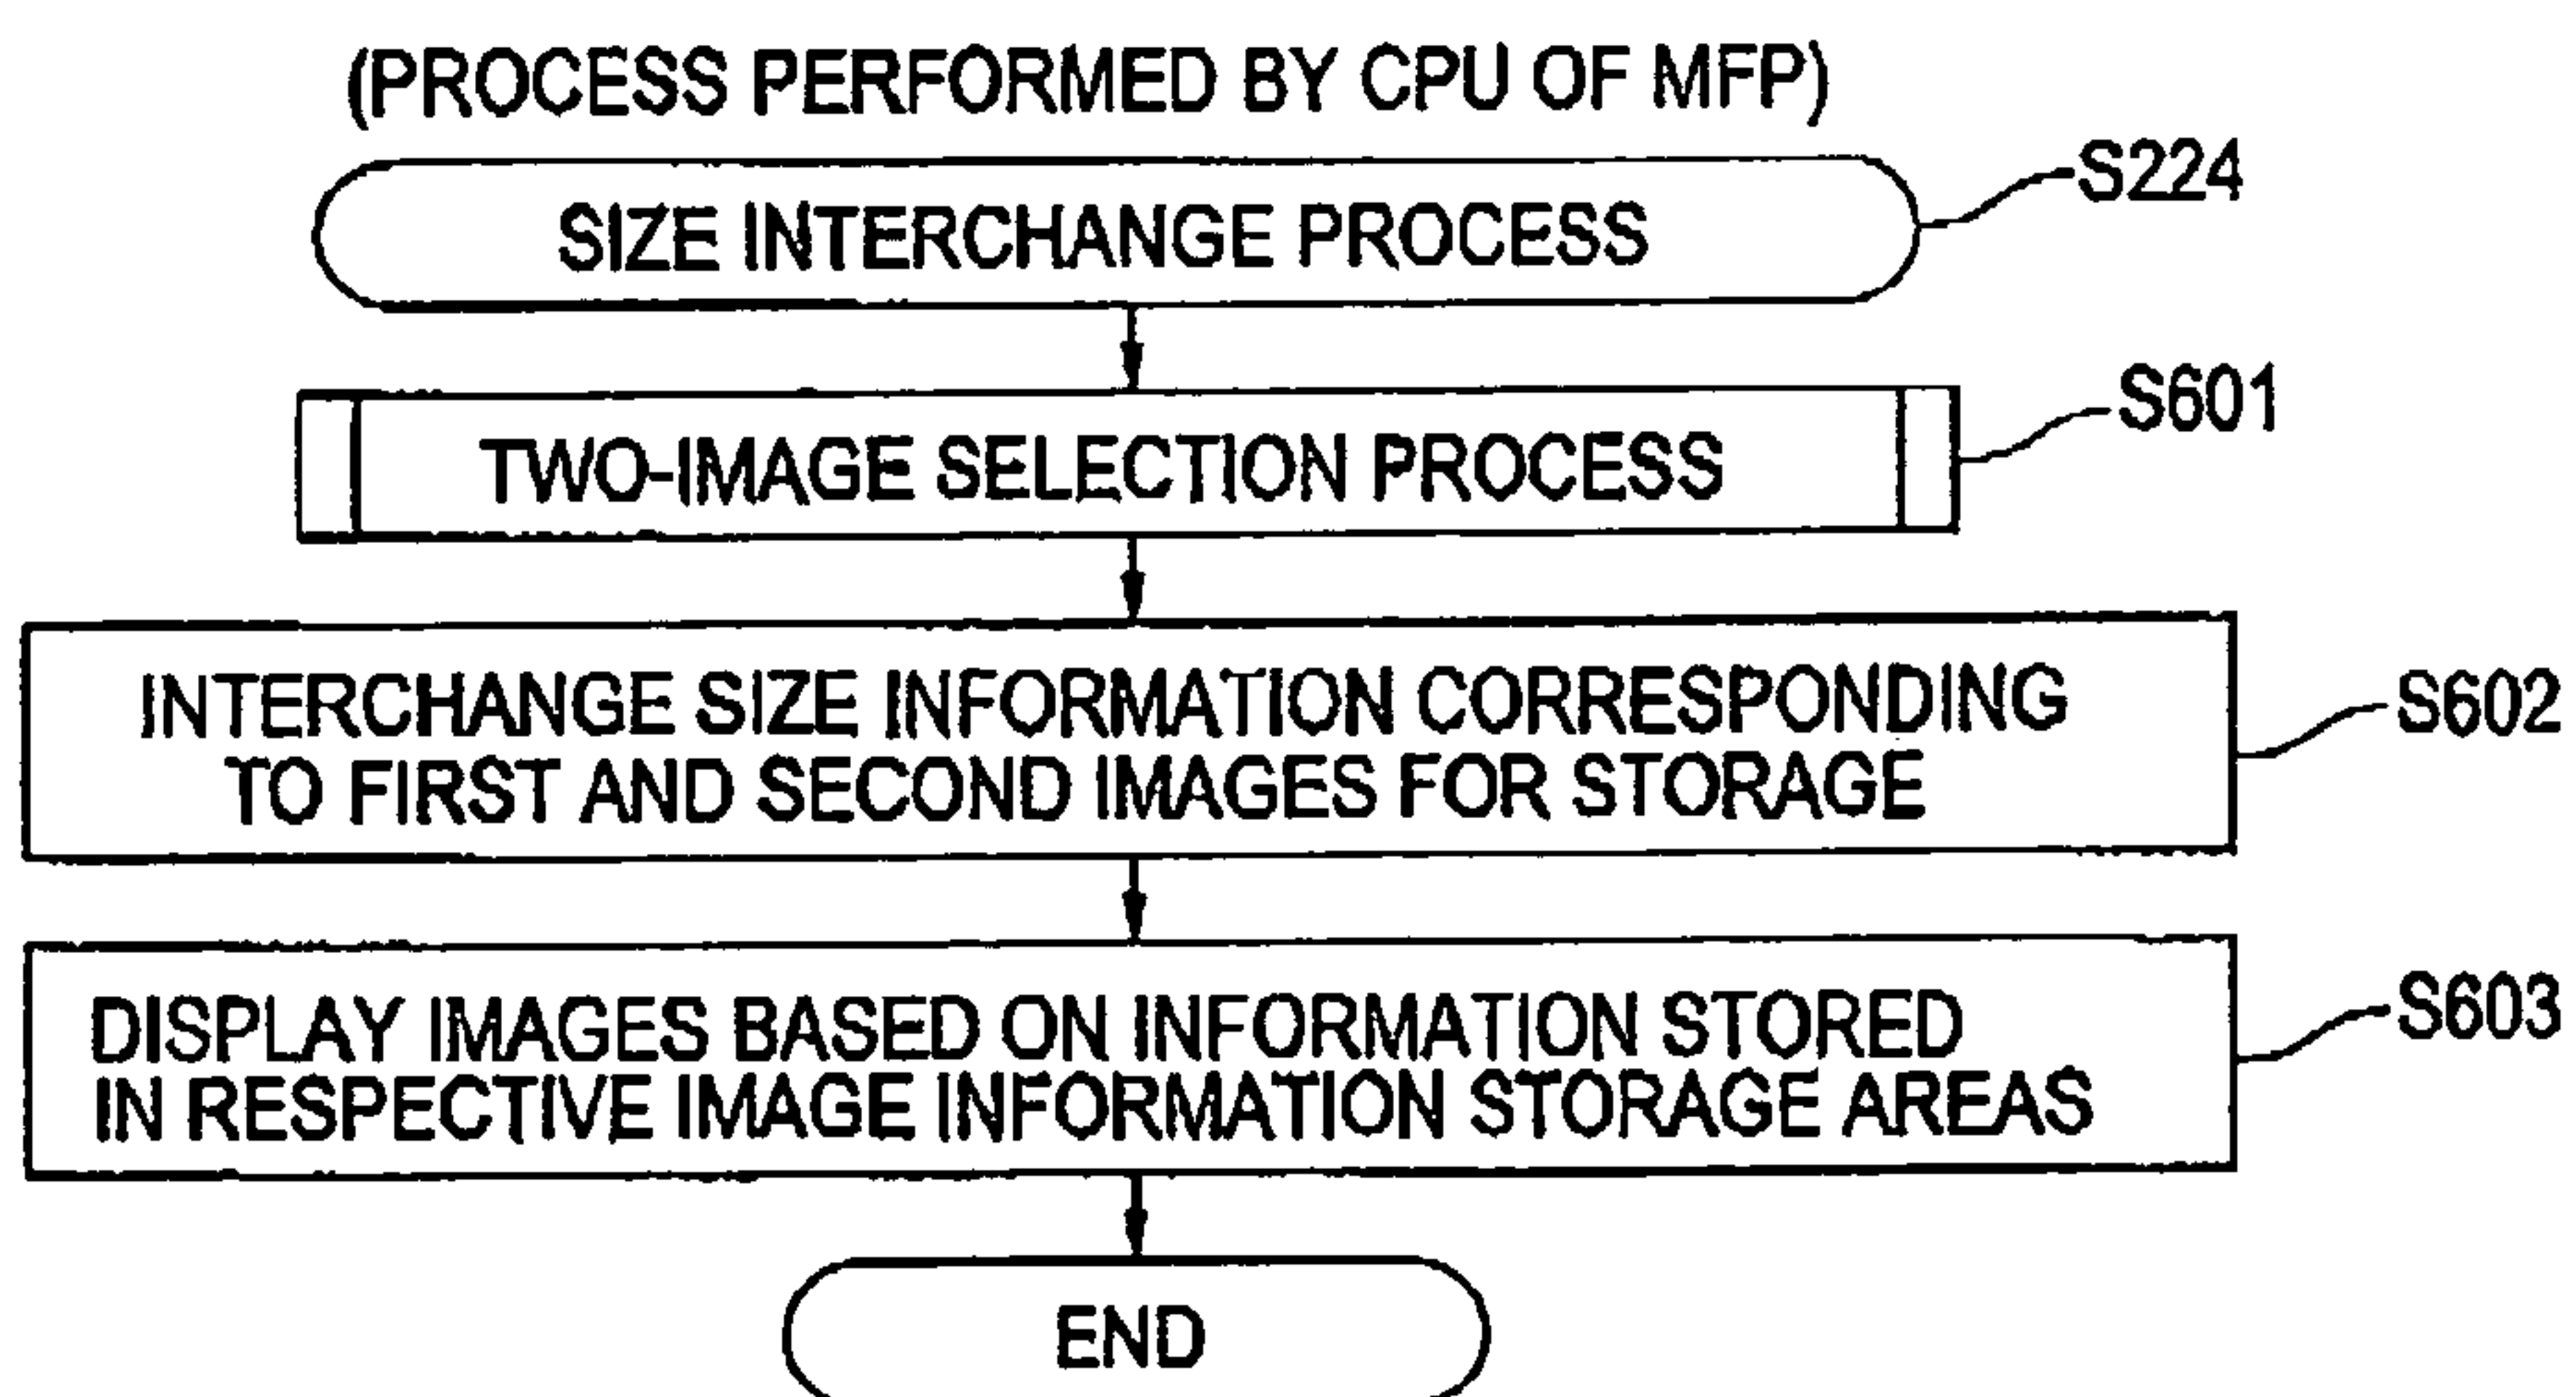 (PROCESS PERFORMED BY CPU OF MFP)
SIZE INTERCHANGE PROCESS
S224
TWO-IMAGE SELECTION PROCESS
S601
INTERCHANGE SIZE INFORMATION CORRESPONDING
TO FIRST AND SECOND IMAGES FOR STORAGE
S602
DISPLAY IMAGES BASED ON INFORMATION STORED
IN RESPECTIVE IMAGE INFORMATION STORAGE AREAS
S603
END